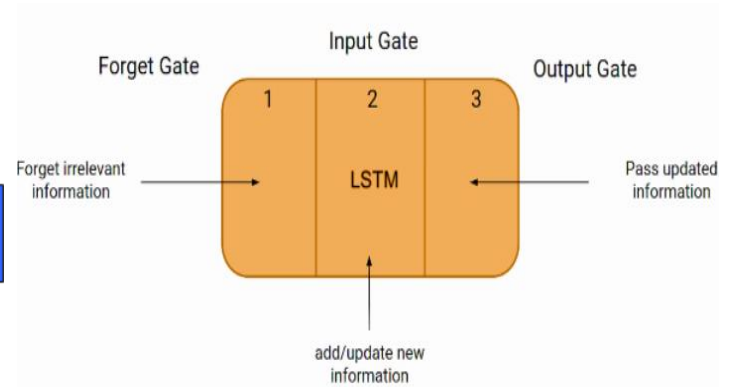 Input Gate
Forget Gate
Output Gate
1
2
3
Forget irrelevant
information
LSTM
Pass updated
information
add/update new
information